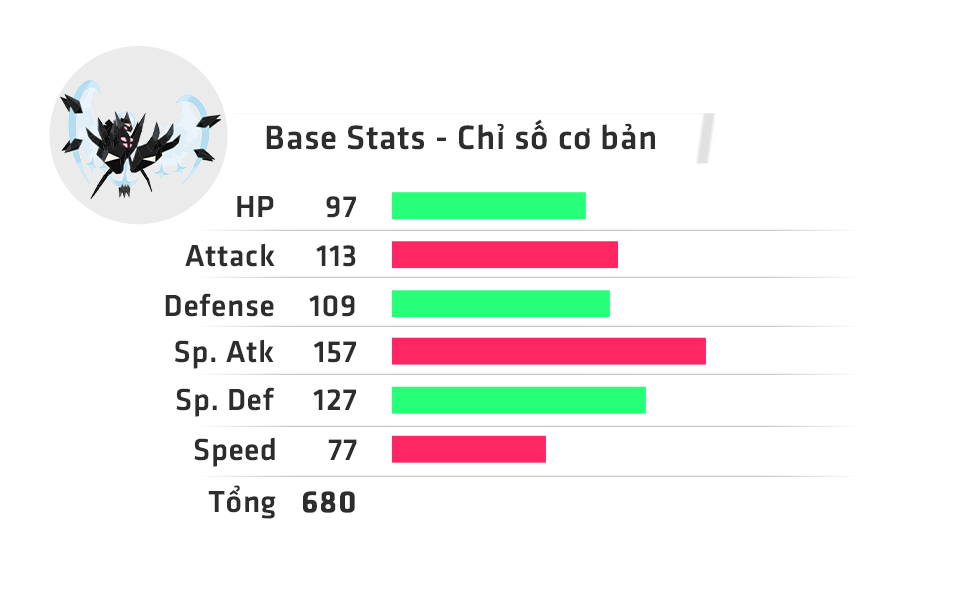 Base Stats - Chỉ số cơ bản
HP 97
Attack 113
Defense 109
Sp. Atk 157
Sp. Def 127
Speed 77
Tổng 680